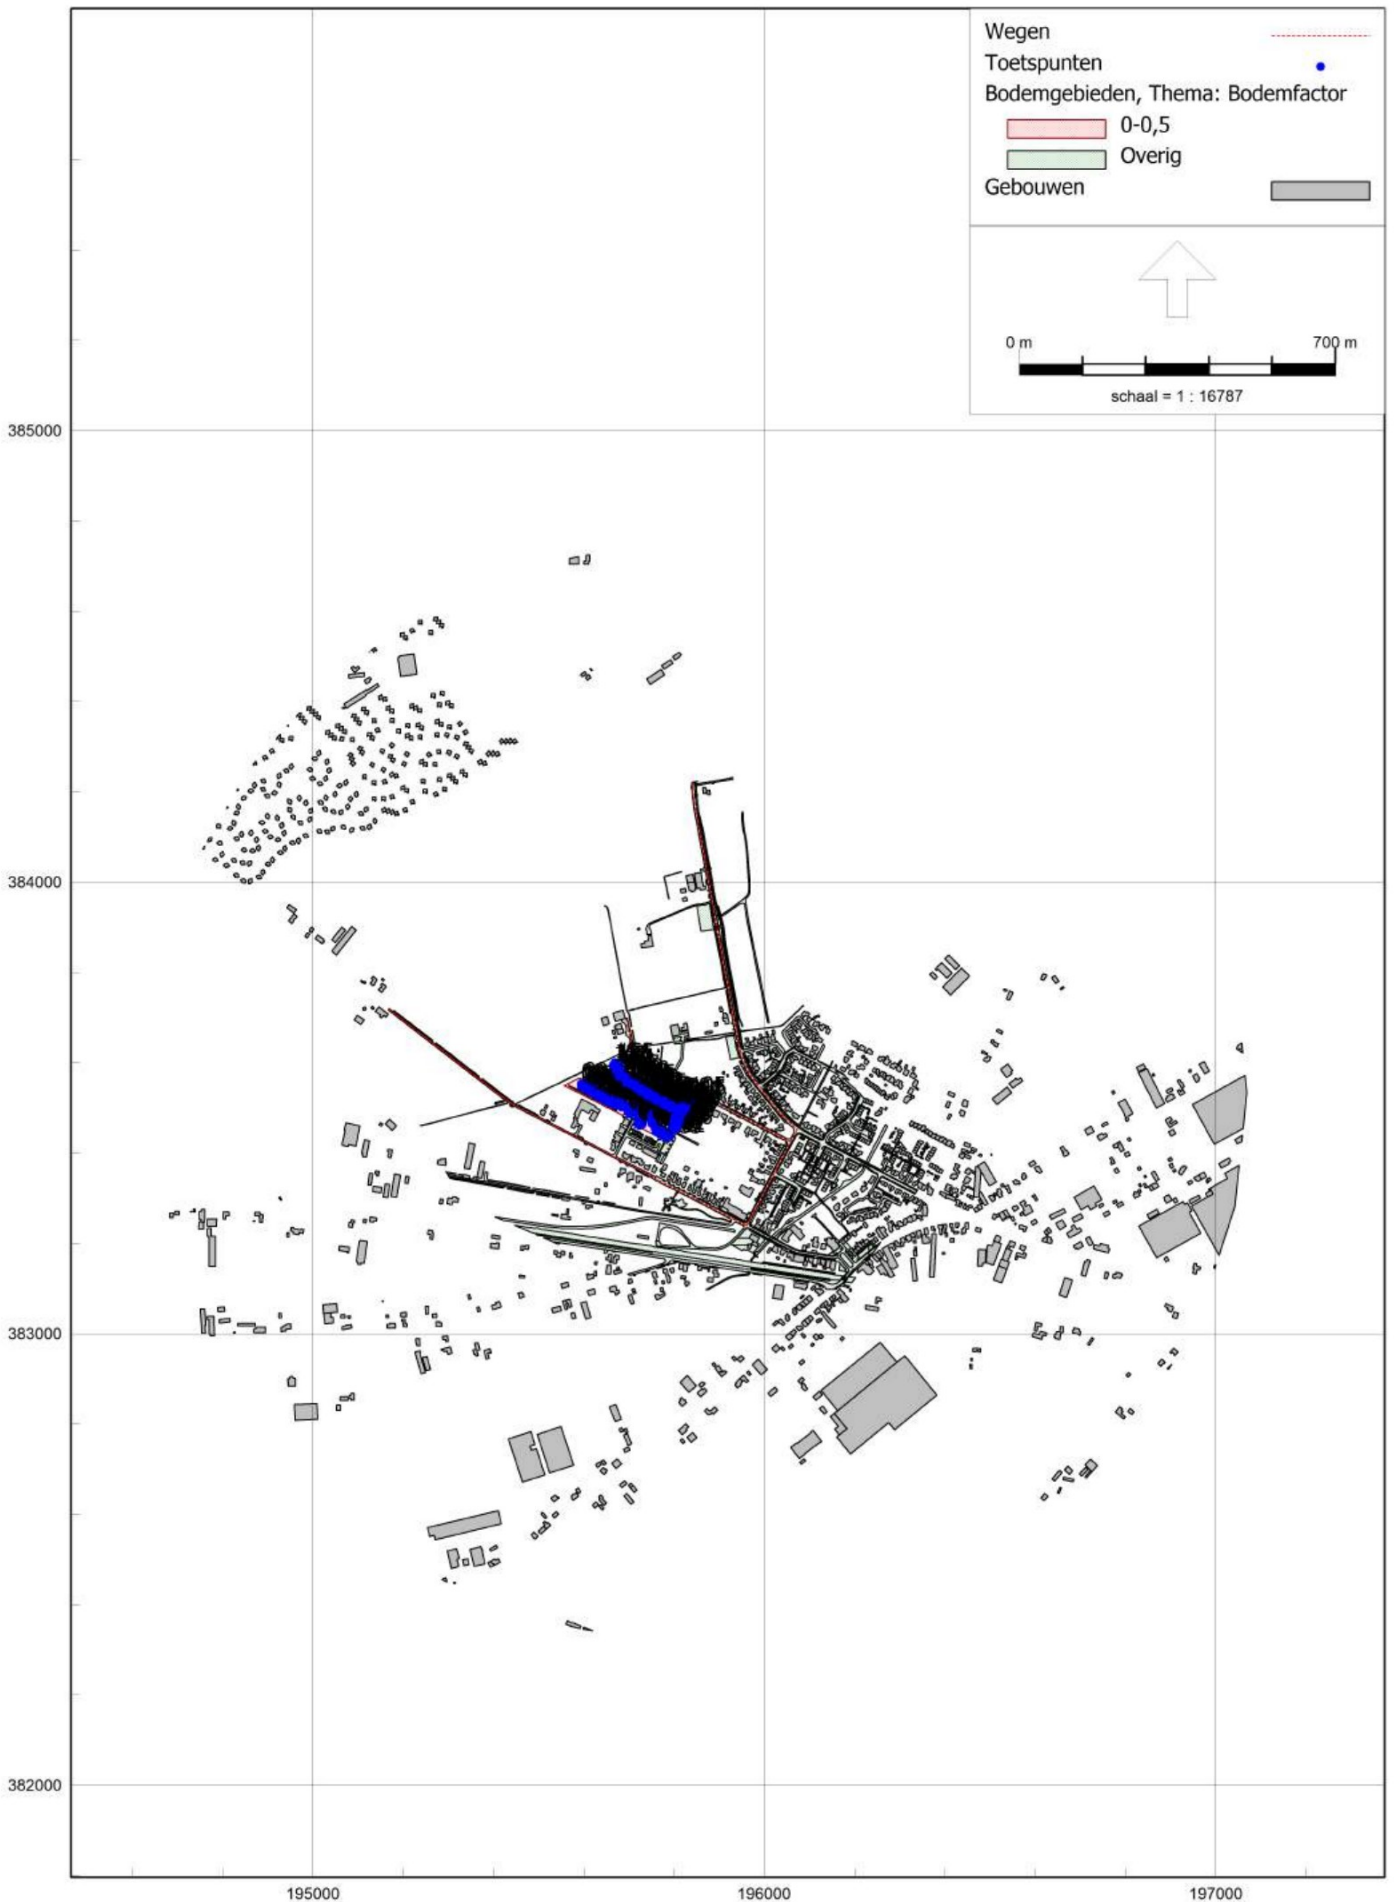 Wegen
Toetspunten
Bodemgebieden, Thema: Bodemfactor
0-0,5
Overig
Gebouwen
0 m 700 m
schaal = 1 : 16787
385000
384000
383000
382000
195000 196000 197000